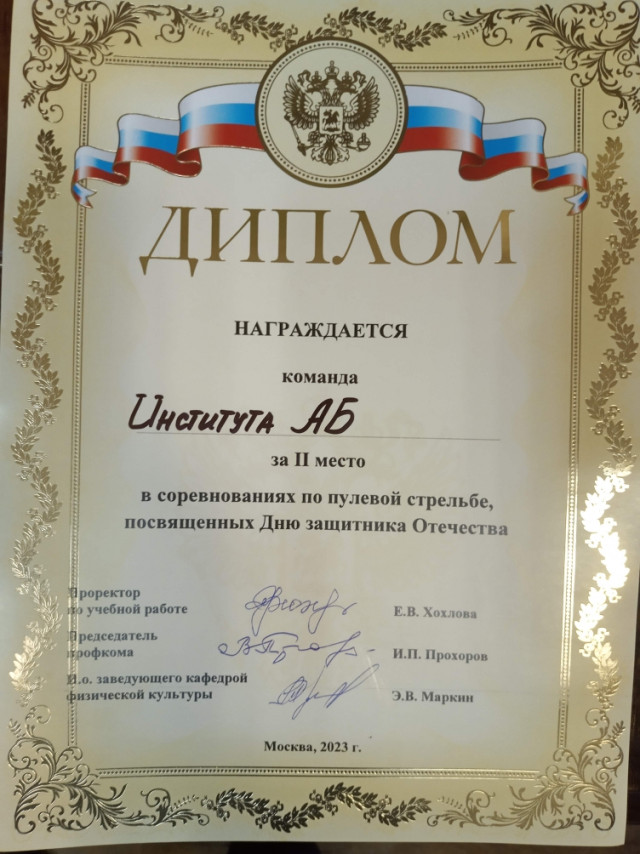 ДИПЛОМ
НАГРАЖДАЕТСЯ
команда
Института АБ
за II место
в соревнованиях по пулевой стрельбе,
посвященных Дню защитника Отечества
Проректор
по учебной работе
Е.В. Хохлова
Председатель
профкома
И.П. Прохоров
И.о. заведующего кафедрой
физической культуры
Э.В. Маркин
Москва, 2023 г.